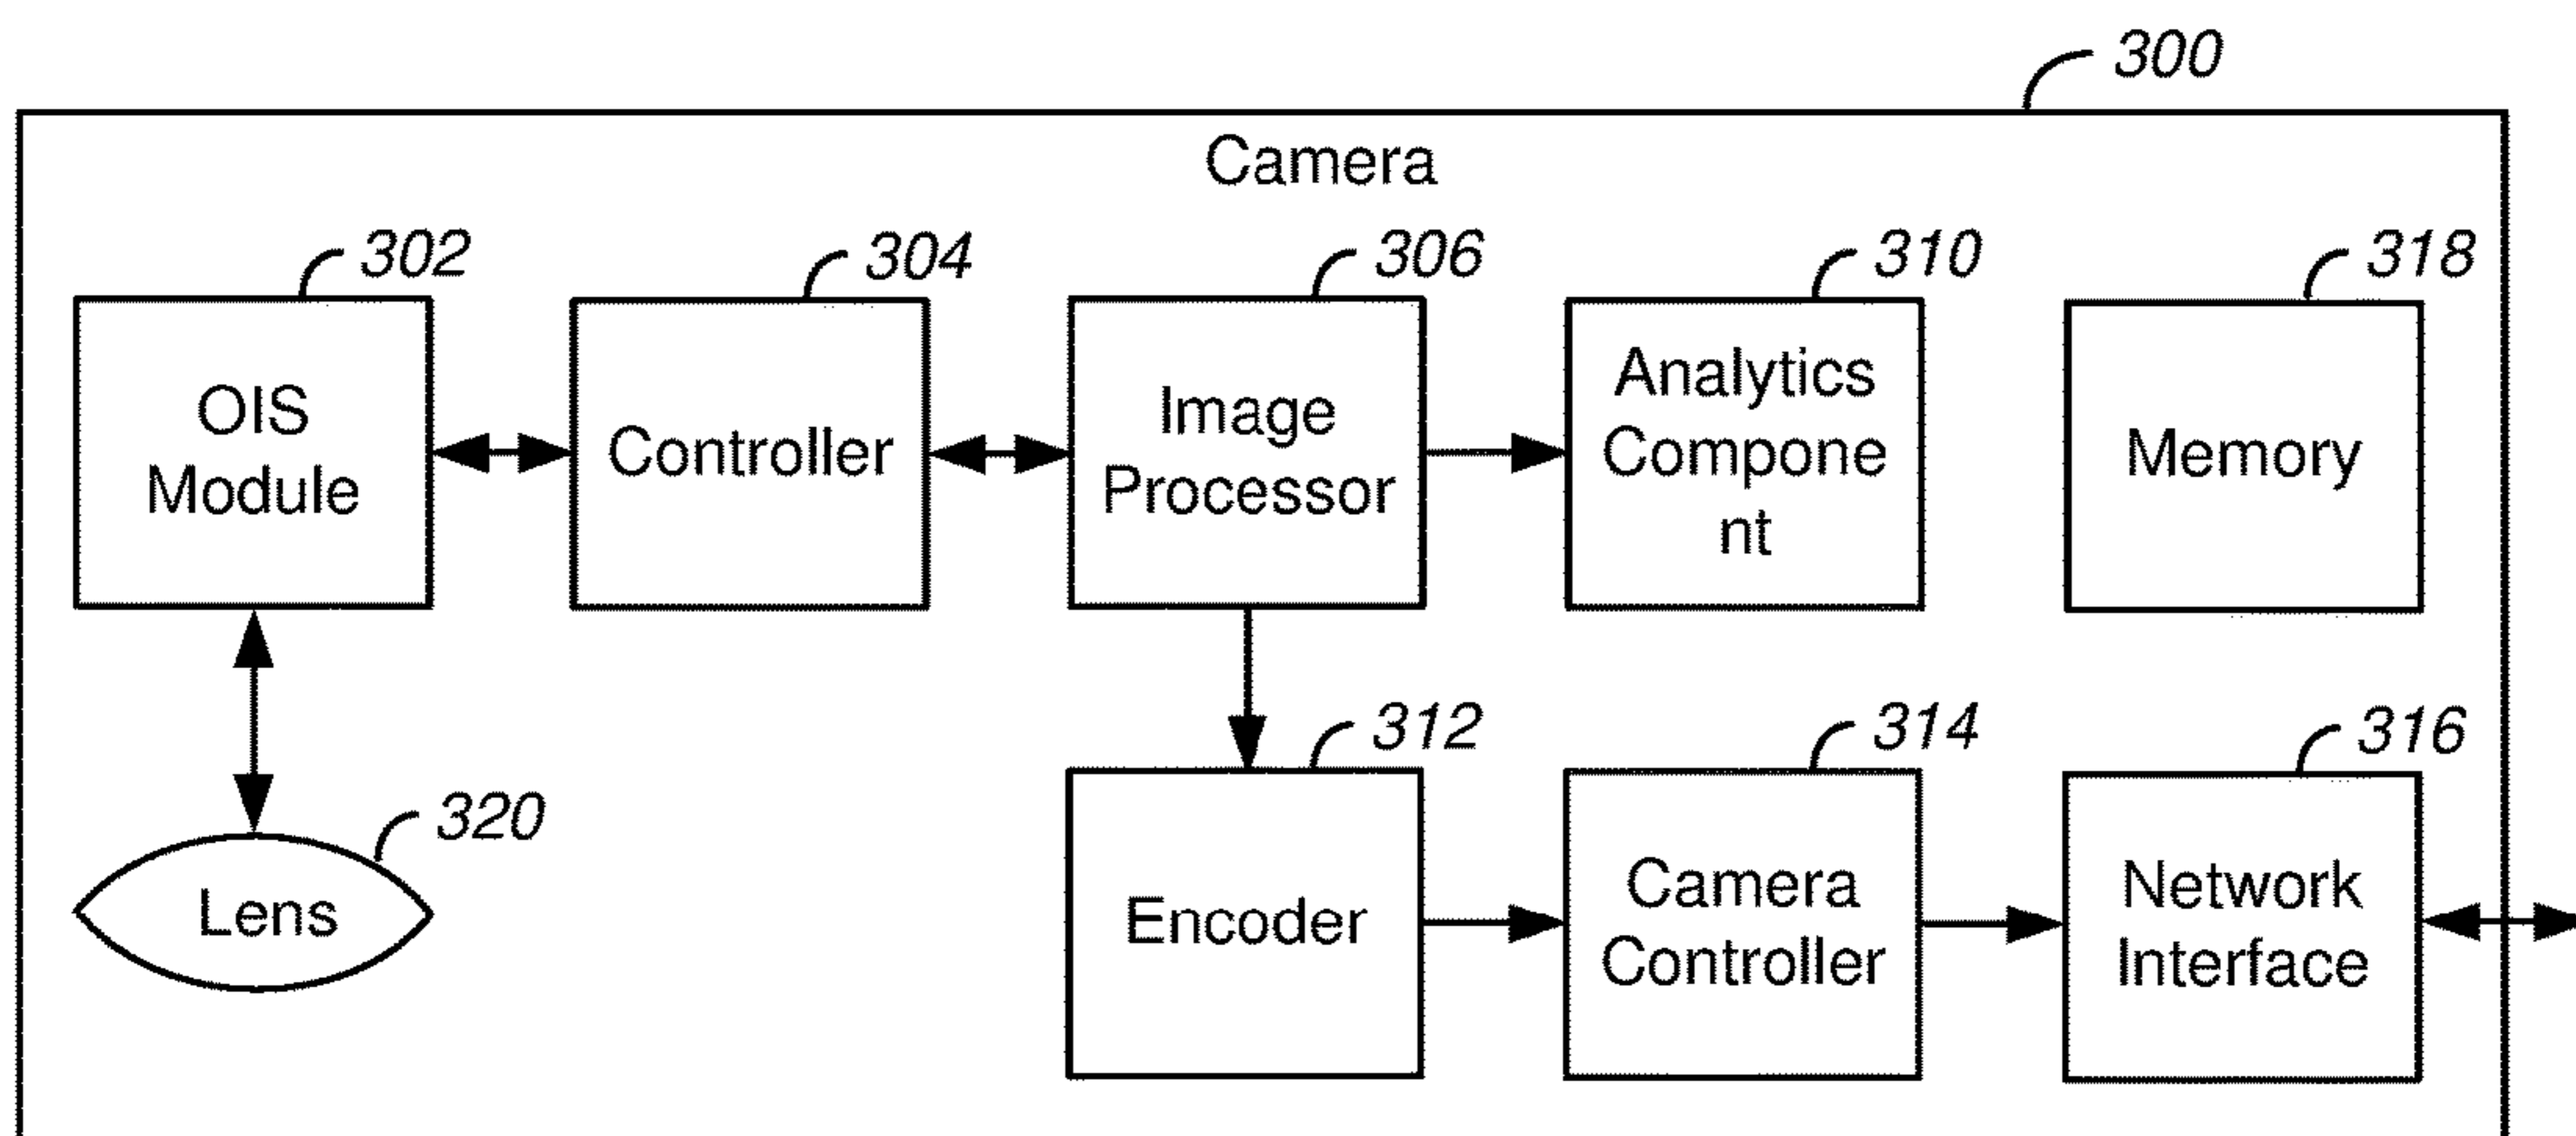 300
Camera
302
304
306
310
318
OIS
Module
Controller
Image
Processor
Analytics
Compone
nt
Memory
312
314
316
320
Lens
Encoder
Camera
Controller
Network
Interface